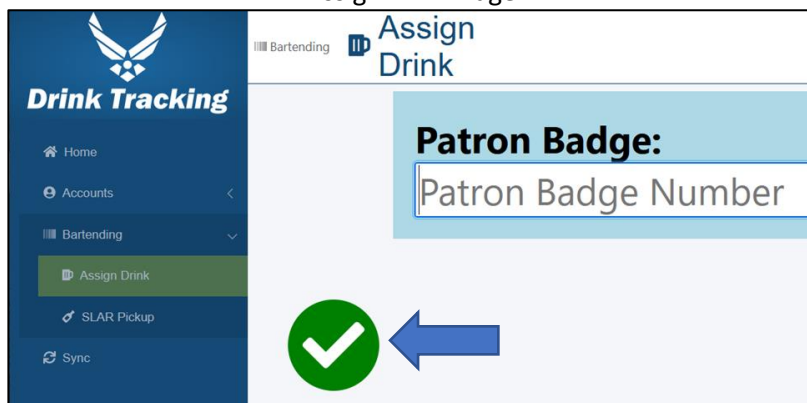 Bartending
Assign
Drink
Drink Tracking
Home
Accounts
Bartending
Assign Drink
SLAR Pickup
Sync
Patron Badge:
Patron Badge Number